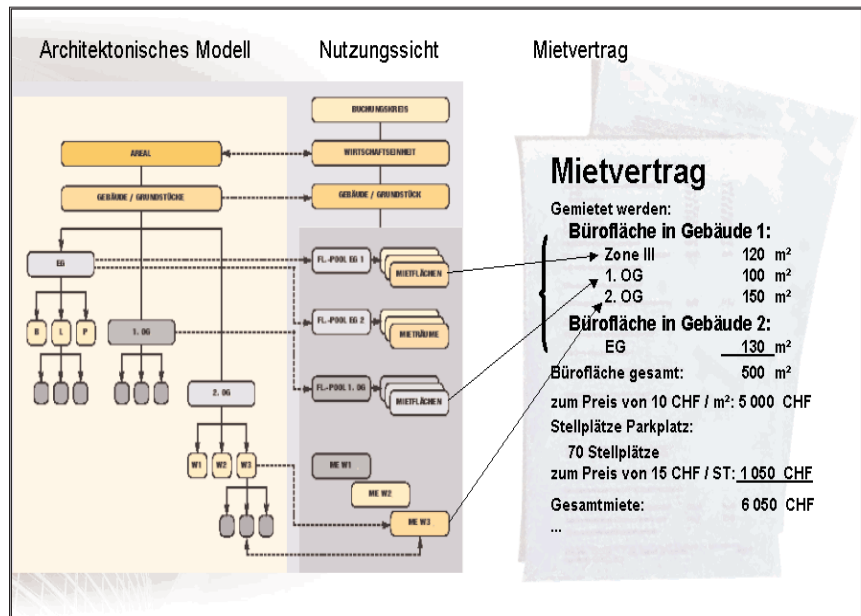 Architektonisches Modell
Nutzungssicht
Mietvertrag
BUCHUNGSKREIS
AREAL
WIRTSCHAFTSEINHEIT
GEBÄUDE / GRUNDSTÜCKE
GEBÄUDE / GRUNDSTÜCK
EG
FL.-POOL EG 1
MIETFLÄCHEN
R L P
1. OG
FL.-POOL EG 2
MIETRÄUME
2. OG
FL.-POOL 1. OG
MIETFLÄCHEN
W1 W2 W3
ME W1
ME W2
ME W3
Mietvertrag
Gemietet werden:
Bürofläche in Gebäude 1:
Zone III 120 m²
1. OG 100 m²
2. OG 150 m²
Bürofläche in Gebäude 2:
EG 130 m²
Bürofläche gesamt: 500 m²
zum Preis von 10 CHF / m²: 5 000 CHF
Stellplätze Parkplatz:
70 Stellplätze
zum Preis von 15 CHF / ST: 1 050 CHF
Gesamtmiete: 6 050 CHF
...